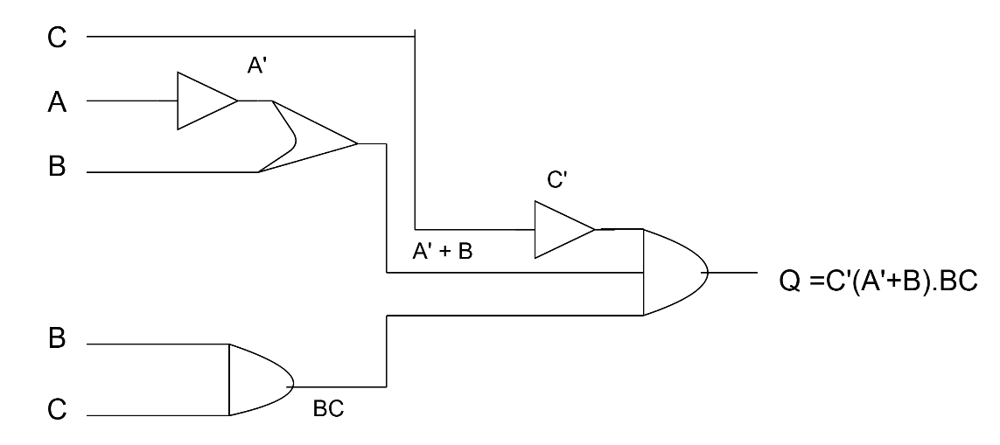 C
A'
A
B
C'
A' + B
Q =C'(A'+B).BC
B
C
BC